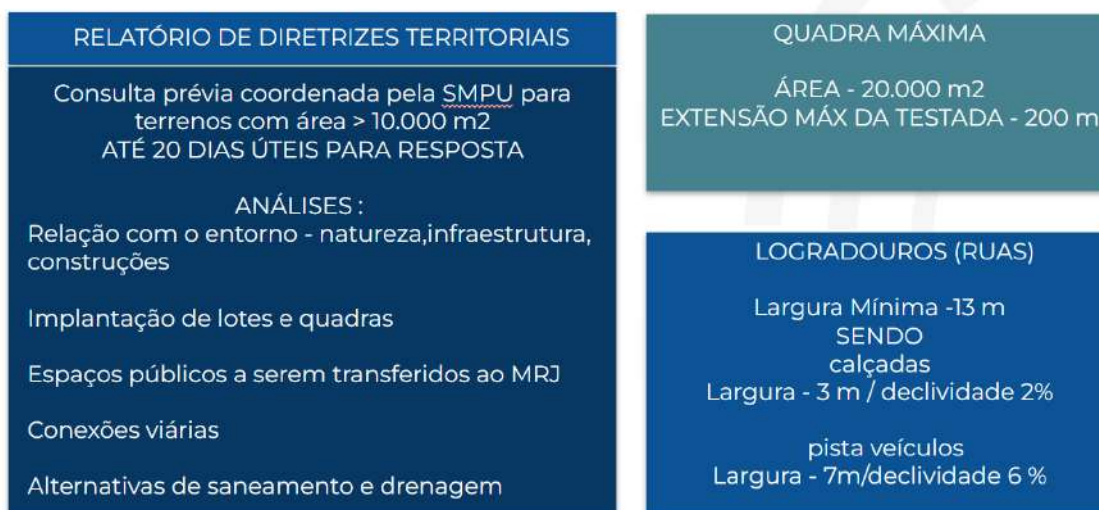 RELATÓRIO DE DIRETRIZES TERRITORIAIS
Consulta prévia coordenada pela SMPU para
terrenos com área > 10.000 m2
ATÉ 20 DIAS ÚTEIS PARA RESPOSTA
ANÁLISES :
Relação com o entorno - natureza,infraestrutura,
construções
Implantação de lotes e quadras
Espaços públicos a serem transferidos ao MRJ
Conexões viárias
Alternativas de saneamento e drenagem
QUADRA MÁXIMA
ÁREA - 20.000 m2
EXTENSÃO MÁX DA TESTADA - 200 m
LOGRADOUROS (RUAS)
Largura Mínima -13 m
SENDO
calçadas
Largura - 3 m / declividade 2%
pista veículos
Largura - 7m/declividade 6 %